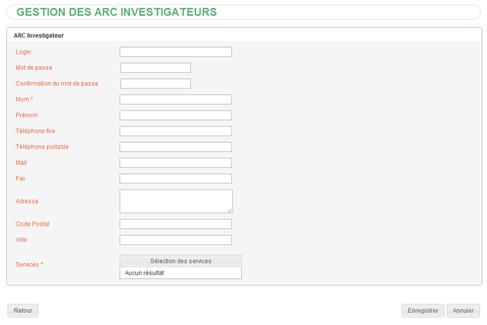 GESTION DES ARC INVESTIGATEURS
ARC Investigateur
Login
Mot de passe
Confirmation du mot de passe
Nom *
Prénom
Téléphone fixe
Téléphone portable
Mail
Fax
Adresse
Code Postal
Ville
Services *
Sélection des services
Aucun résultat
Retour
Enregistrer
Annuler